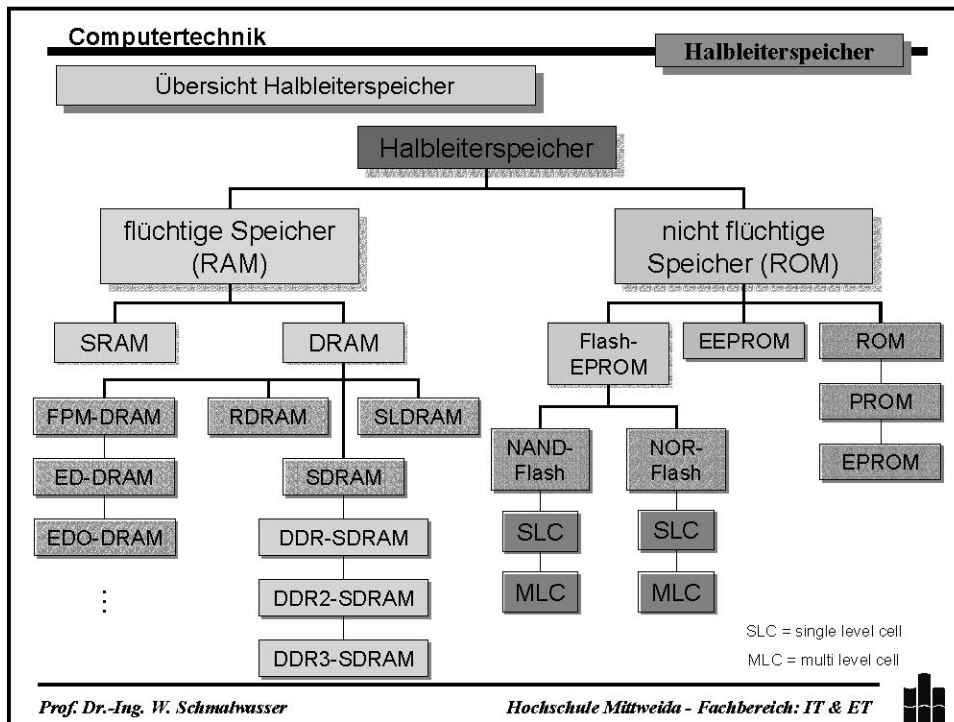 Computertechnik
Halbleiterspeicher
Übersicht Halbleiterspeicher
Halbleiterspeicher
flüchtige Speicher
(RAM)
nicht flüchtige
Speicher (ROM)
SRAM
DRAM
Flash-
EPROM
EEPROM
ROM
FPM-DRAM
RDRAM
SLDRAM
NAND-
Flash
NOR-
Flash
PROM
ED-DRAM
SDRAM
EPROM
EDO-DRAM
DDR-SDRAM
SLC
SLC
⋮
DDR2-SDRAM
MLC
MLC
DDR3-SDRAM
SLC = single level cell
MLC = multi level cell
Prof. Dr.-Ing. W. Schmalwasser
Hochschule Mittweida - Fachbereich: IT & ET